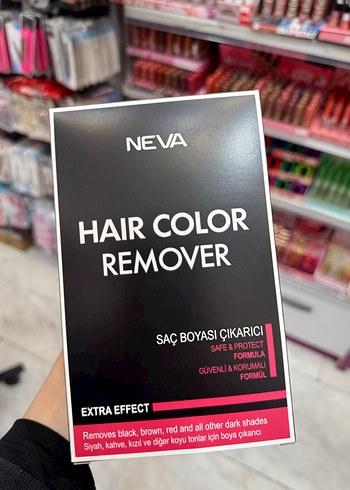 NEVA
HAIR COLOR
REMOVER
SAÇ BOYASI ÇIKARICI
SAFE & PROTECT
FORMULA
GÜVENLİ & KORUMALI
FORMÜL
EXTRA EFFECT
Removes black, brown, red and all other dark shades
Siyah, kahve, kızıl ve diğer koyu tonlar için boya çıkarıcı